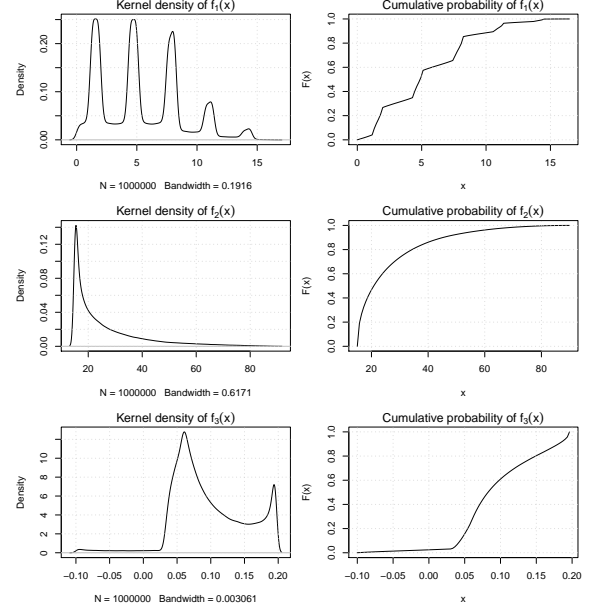 Kernel density of f₁(x)
Density
0.00 0.10 0.20
0 5 10 15
N = 1000000 Bandwidth = 0.1916
Cumulative probability of f₁(x)
F(x)
0.0 0.2 0.4 0.6 0.8 1.0
0 5 10 15
x
Kernel density of f₂(x)
Density
0.00 0.04 0.08 0.12
20 40 60 80
N = 1000000 Bandwidth = 0.6171
Cumulative probability of f₂(x)
F(x)
0.0 0.2 0.4 0.6 0.8 1.0
20 40 60 80
x
Kernel density of f₃(x)
Density
0 2 4 6 8 10
−0.10 −0.05 0.00 0.05 0.10 0.15 0.20
N = 1000000 Bandwidth = 0.003061
Cumulative probability of f₃(x)
F(x)
0.0 0.2 0.4 0.6 0.8 1.0
−0.10 −0.05 0.00 0.05 0.10 0.15 0.20
x